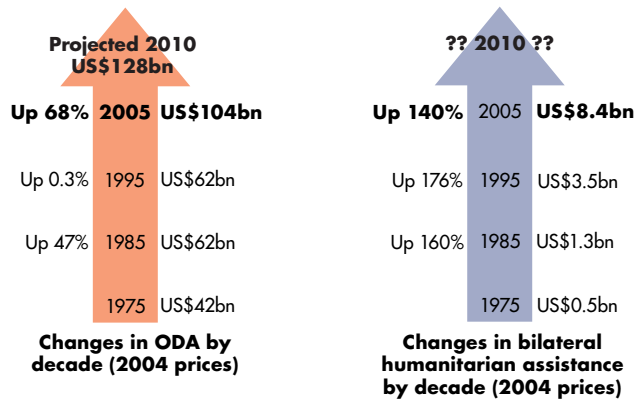 Projected 2010
US$128bn
Up 68% 2005 US$104bn
Up 0.3% 1995 US$62bn
Up 47% 1985 US$62bn
1975 US$42bn
Changes in ODA by
decade (2004 prices)
?? 2010 ??
Up 140% 2005 US$8.4bn
Up 176% 1995 US$3.5bn
Up 160% 1985 US$1.3bn
1975 US$0.5bn
Changes in bilateral
humanitarian assistance
by decade (2004 prices)